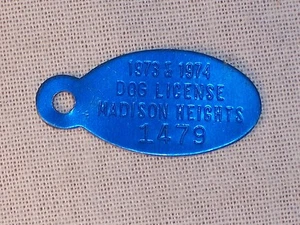 1973 & 1974
DOG LICENSE
MADISON HEIGHTS
1479